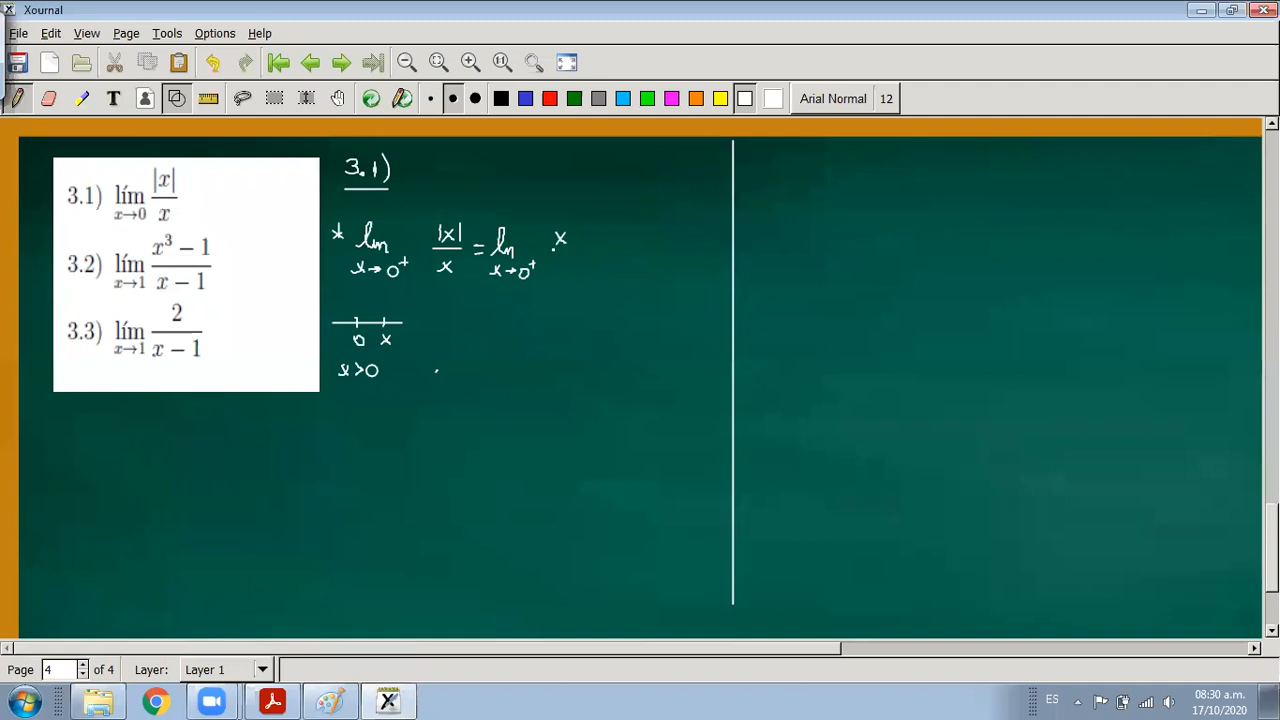 Xournal
File Edit View Page Tools Options Help
Arial Normal 12
3.1) lím x→0 |x|/x
3.2) lím x→1 x³ − 1/x − 1
3.3) lím x→1 2/x − 1
3.1)
* lim x→0⁺ |x|/x = lim x→0⁺ x
0 x
x>0
Page 4 of 4 Layer: Layer 1
ES
08:30 a.m.
17/10/2020